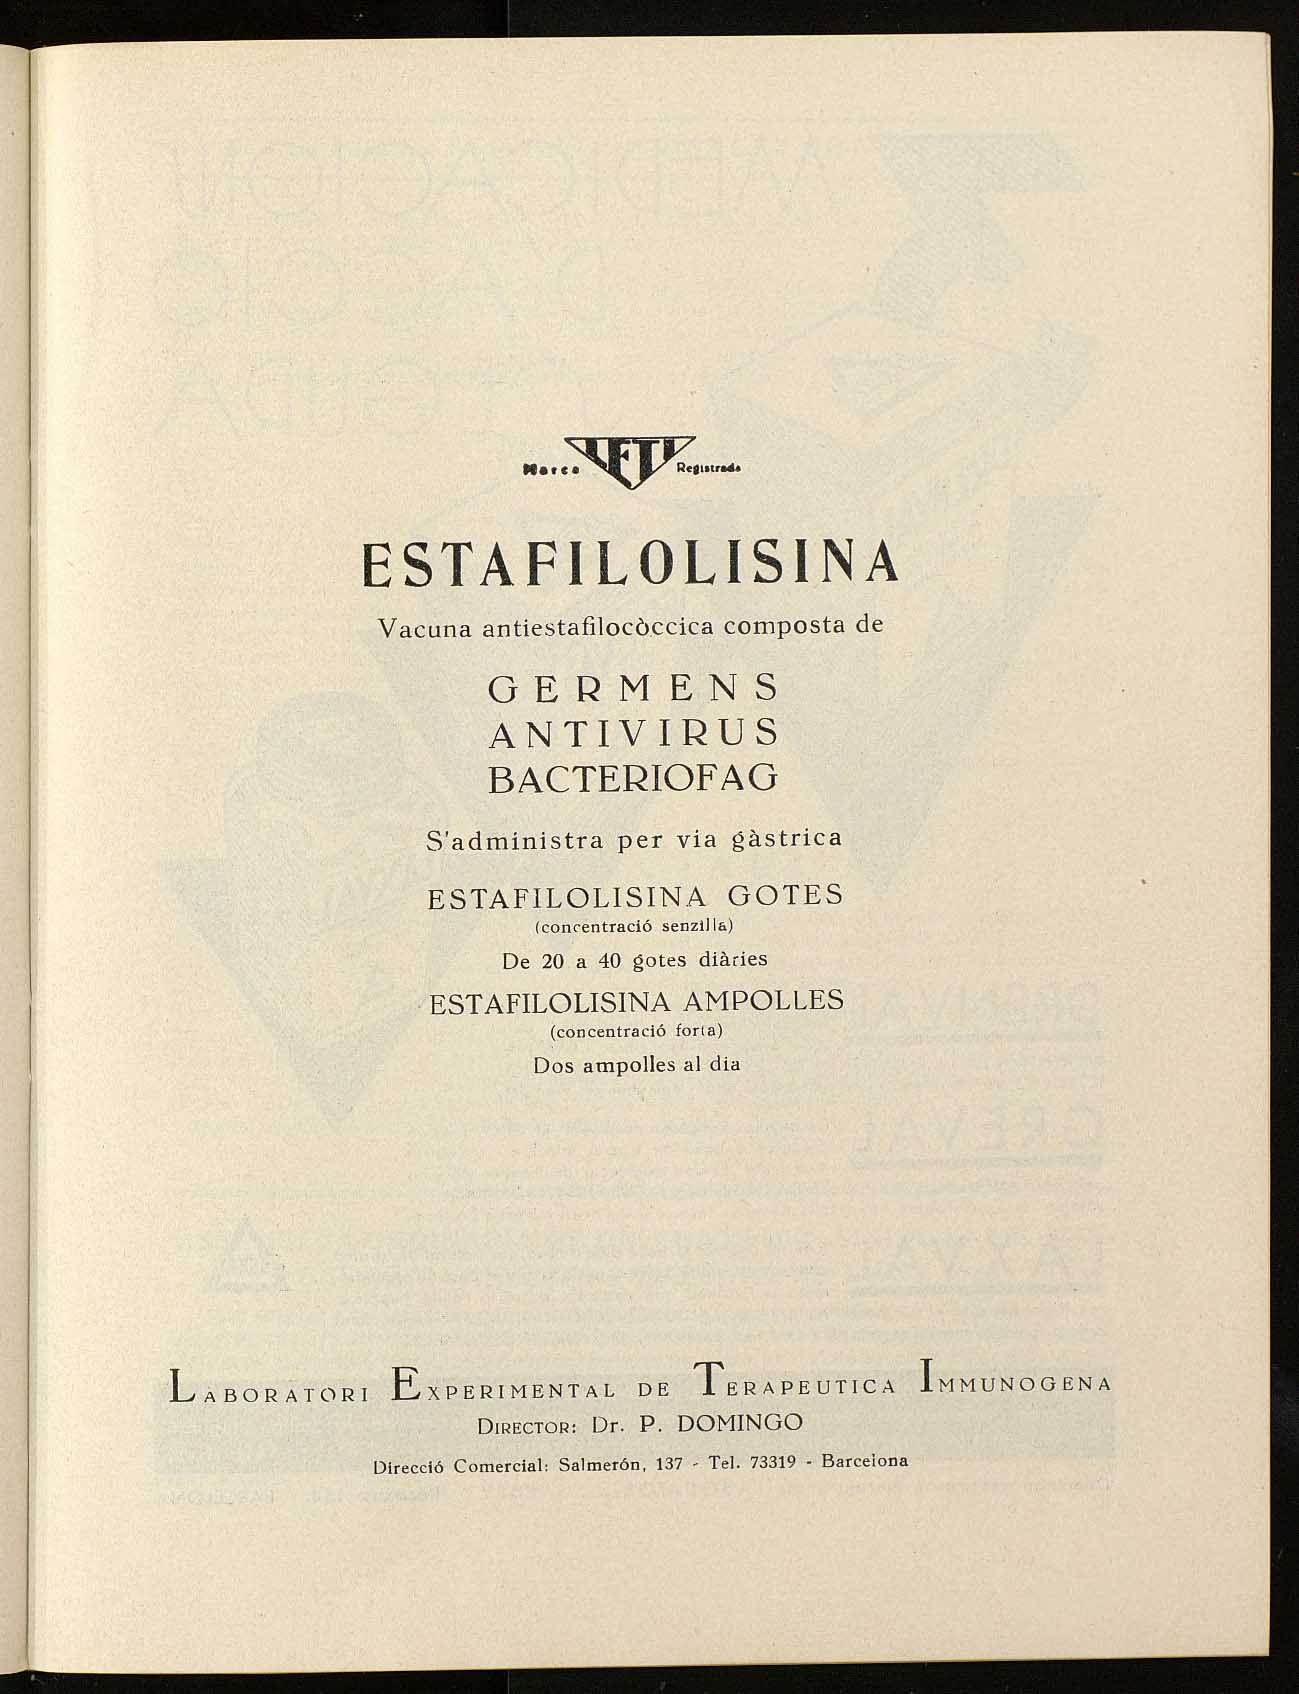 LETI
Marca Registrada
ESTAFILOLISINA
Vacuna antiestafilocòccica composta de
GERMENS
ANTIVIRUS
BACTERIOFAG
S'administra per via gàstrica
ESTAFILOLISINA GOTES
(concentració senzilla)
De 20 a 40 gotes diàries
ESTAFILOLISINA AMPOLLES
(concentració forta)
Dos ampolles al dia
LABORATORI EXPERIMENTAL DE TERAPEUTICA IMMUNOGENA
DIRECTOR: Dr. P. DOMINGO
Direcció Comercial: Salmerón, 137 - Tel. 73319 - Barcelona